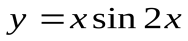 y = x sin 2x